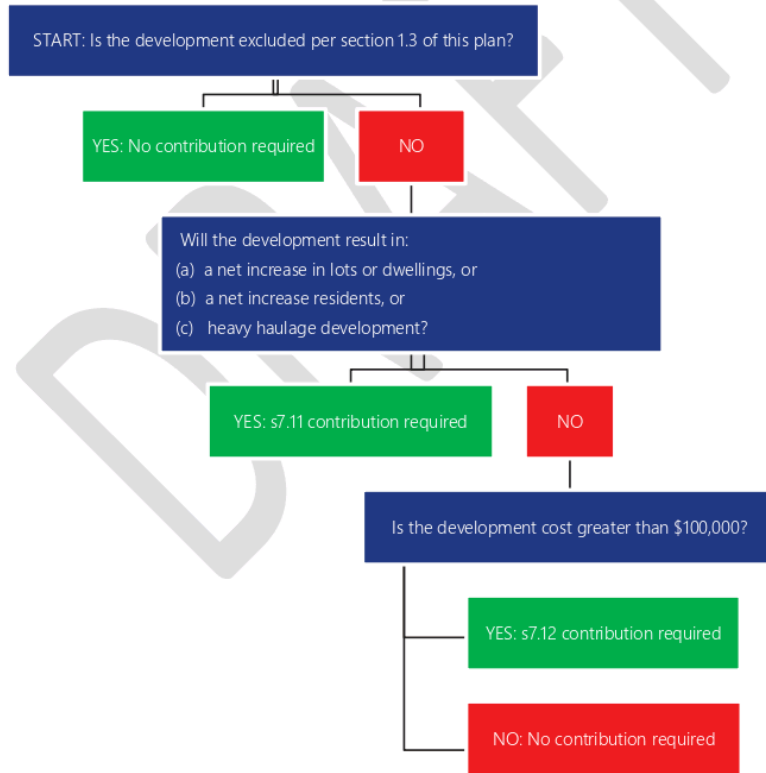 START: Is the development excluded per section 1.3 of this plan?
YES: No contribution required
NO
Will the development result in:
(a) a net increase in lots or dwellings, or
(b) a net increase residents, or
(c) heavy haulage development?
YES: s7.11 contribution required
NO
Is the development cost greater than $100,000?
YES: s7.12 contribution required
NO: No contribution required